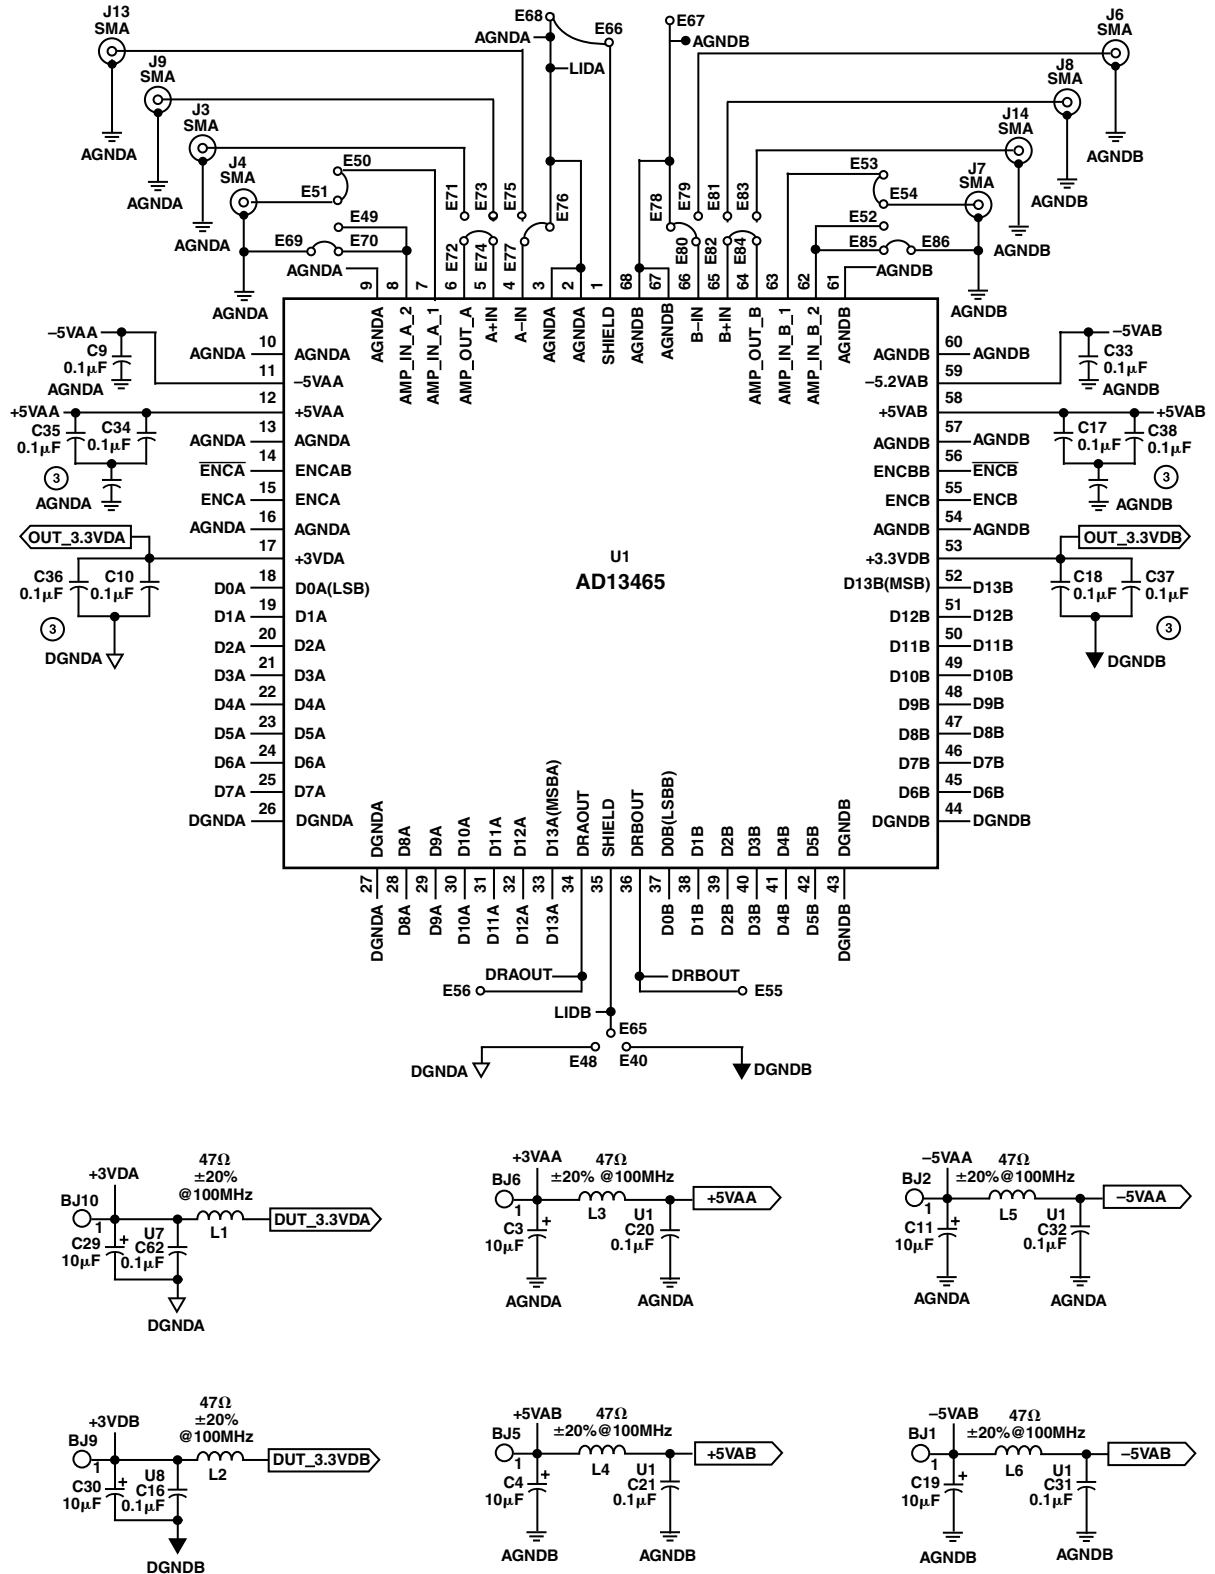 J13
SMA
J9
SMA
J3
SMA
J4
SMA
AGNDA
AGNDA
AGNDA
AGNDA
E68
E66
AGNDA
LIDA
E67
AGNDB
J6
SMA
J8
SMA
J14
SMA
J7
SMA
AGNDB
AGNDB
AGNDB
AGNDB
E50
E51
E49
E69
E70
AGNDA
E71
E73
E75
E76
E72
E74
E77
E78
E79
E81
E83
E80
E82
E84
E53
E54
E52
E85
E86
AGNDB
9
8
7
6
5
4
3
2
1
68
67
66
65
64
63
62
61
AGNDA
AMP_IN_A_2
AMP_IN_A_1
AMP_OUT_A
A+IN
A–IN
AGNDA
AGNDA
SHIELD
AGNDB
AGNDB
B–IN
B+IN
AMP_OUT_B
AMP_IN_B_1
AMP_IN_B_2
AGNDB
–5VAA
C9
0.1µF
AGNDA
+5VAA
C35
0.1µF
C34
0.1µF
3
AGNDA
OUT_3.3VDA
C36
0.1µF
C10
0.1µF
3
DGNDA
AGNDA 10 AGNDA
11 –5VAA
12 +5VAA
AGNDA 13 AGNDA
ENCA 14 ENCAB
ENCA 15 ENCA
AGNDA 16 AGNDA
17 +3VDA
D0A 18 D0A(LSB)
D1A 19 D1A
D2A 20 D2A
D3A 21 D3A
D4A 22 D4A
D5A 23 D5A
D6A 24 D6A
D7A 25 D7A
DGNDA 26 DGNDA
U1
AD13465
AGNDB 60 AGNDB
–5.2VAB 59
+5VAB 58
AGNDB 57 AGNDB
ENCBB 56 ENCB
ENCB 55 ENCB
AGNDB 54 AGNDB
+3.3VDB 53
D13B(MSB) 52 D13B
D12B 51 D12B
D11B 50 D11B
D10B 49 D10B
D9B 48 D9B
D8B 47 D8B
D7B 46 D7B
D6B 45 D6B
DGNDB 44 DGNDB
–5VAB
C33
0.1µF
AGNDB
+5VAB
C17
0.1µF
C38
0.1µF
3
AGNDB
OUT_3.3VDB
C18
0.1µF
C37
0.1µF
3
DGNDB
DGNDA
D8A
D9A
D10A
D11A
D12A
D13A(MSBA)
DRAOUT
SHIELD
DRBOUT
D0B(LSBB)
D1B
D2B
D3B
D4B
D5B
DGNDB
27
28
29
30
31
32
33
34
35
36
37
38
39
40
41
42
43
DGNDA
D8A
D9A
D10A
D11A
D12A
D13A
D0B
D1B
D2B
D3B
D4B
D5B
DGNDB
DRAOUT
E56
DRBOUT
E55
LIDB
E65
E48
E40
DGNDA
DGNDB
+3VDA
BJ10
1
47Ω
±20%
@100MHz
L1
DUT_3.3VDA
C29
10µF
+
U7
C62
0.1µF
DGNDA
+3VAA
BJ6
1
47Ω
±20%@100MHz
L3
+5VAA
C3
10µF
+
U1
C20
0.1µF
AGNDA
AGNDA
–5VAA
BJ2
1
47Ω
±20%@100MHz
L5
–5VAA
C11
10µF
+
U1
C32
0.1µF
AGNDA
AGNDA
+3VDB
BJ9
1
47Ω
±20%
@100MHz
L2
DUT_3.3VDB
C30
10µF
+
U8
C16
0.1µF
DGNDB
+5VAB
BJ5
1
47Ω
±20%@100MHz
L4
+5VAB
C4
10µF
+
U1
C21
0.1µF
AGNDB
AGNDB
–5VAB
BJ1
1
47Ω
±20%@100MHz
L6
–5VAB
C19
10µF
+
U1
C31
0.1µF
AGNDB
AGNDB